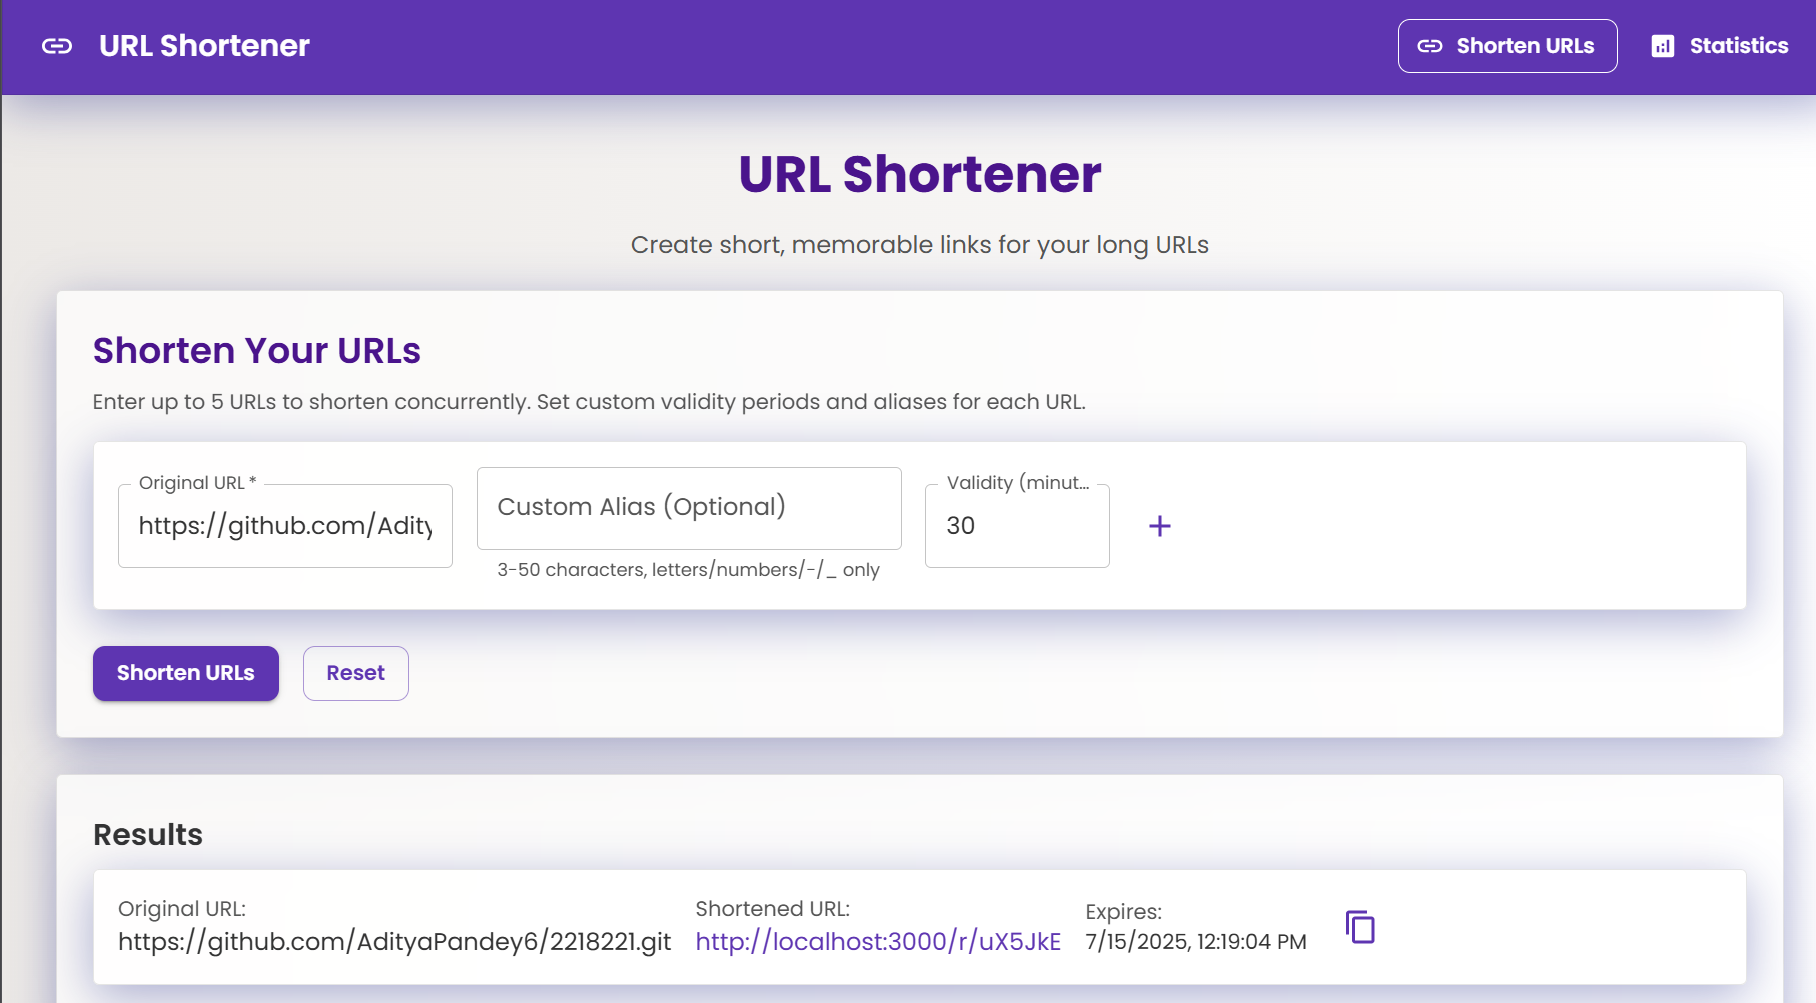 URL Shortener
Shorten URLs
Statistics
URL Shortener
Create short, memorable links for your long URLs
Shorten Your URLs
Enter up to 5 URLs to shorten concurrently. Set custom validity periods and aliases for each URL.
Original URL *
https://github.com/Adity
Custom Alias (Optional)
3-50 characters, letters/numbers/-/_ only
Validity (minut...
30
+
Shorten URLs
Reset
Results
Original URL:
https://github.com/AdityaPandey6/2218221.git
Shortened URL:
http://localhost:3000/r/uX5JkE
Expires:
7/15/2025, 12:19:04 PM